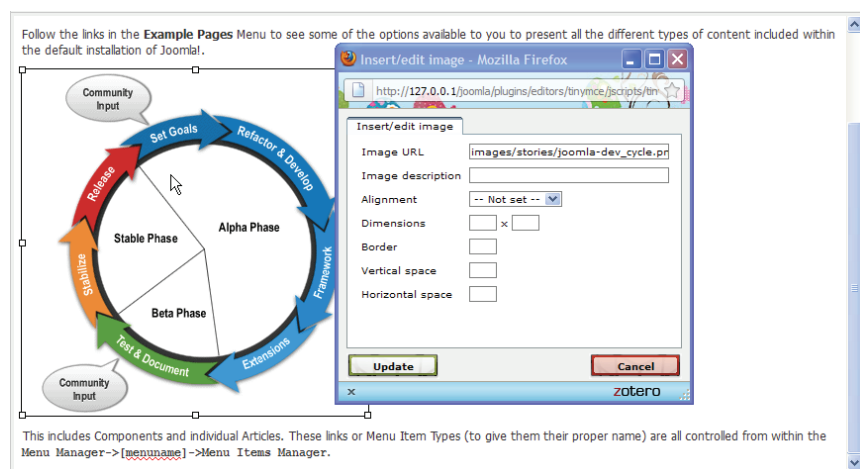 Follow the links in the Example Pages Menu to see some of the options available to you to present all the different types of content included within
the default installation of Joomla!.
Community
Input
Set Goals
Refactor & Develop
Release
Alpha Phase
Stable Phase
Framework
Stabilize
Beta Phase
Test & Document
Extensions
Community
Input
Insert/edit image - Mozilla Firefox
http://127.0.0.1/joomla/plugins/editors/tinymce/jscripts/tin
Insert/edit image
Image URL images/stories/joomla-dev_cycle.pr
Image description
Alignment -- Not set --
Dimensions x
Border
Vertical space
Horizontal space
Update Cancel
x zotero
This includes Components and individual Articles. These links or Menu Item Types (to give them their proper name) are all controlled from within the
Menu Manager->[menuname]->Menu Items Manager.